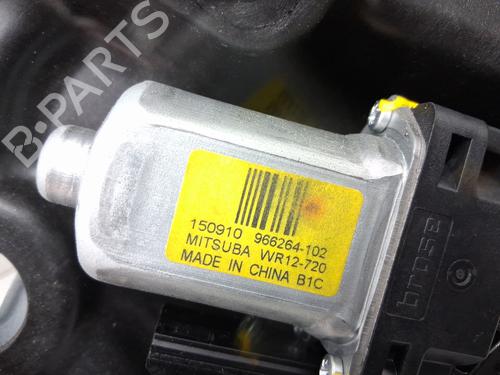 B-PARTS
150910 966264-102
MITSUBA WR12-720
MADE IN CHINA B1C
brose